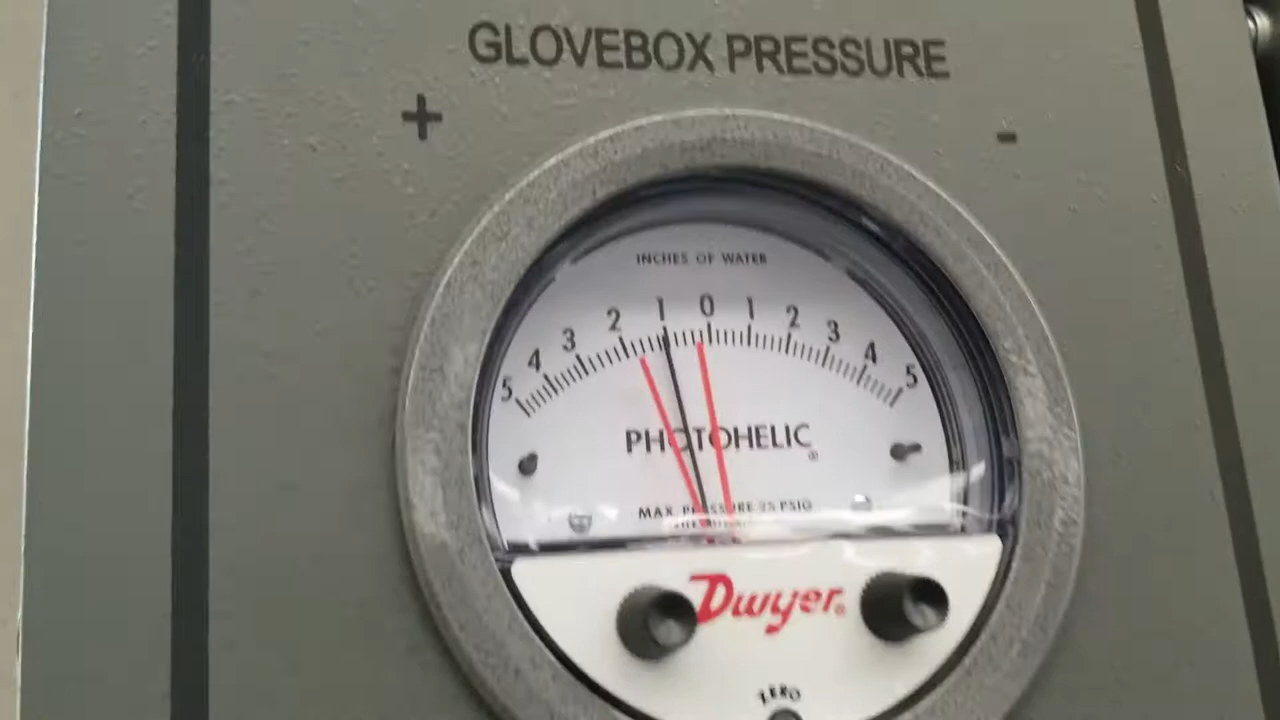 GLOVEBOX PRESSURE
+ -
INCHES OF WATER
5 4 3 2 1 0 1 2 3 4 5
PHOTOHELIC®
MAX. PRESSURE 25 PSIG
Dwyer®
ZERO